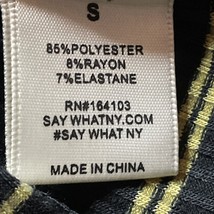 S
85%POLYESTER
8%RAYON
7%ELASTANE
RN#164103
SAY WHATNY.COM
#SAY WHAT NY
MADE IN CHINA